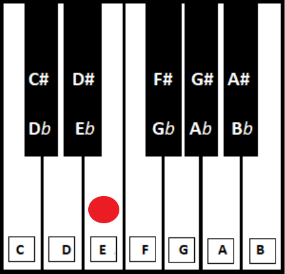 C# D# F# G# A#
Db Eb Gb Ab Bb
C D E F G A B